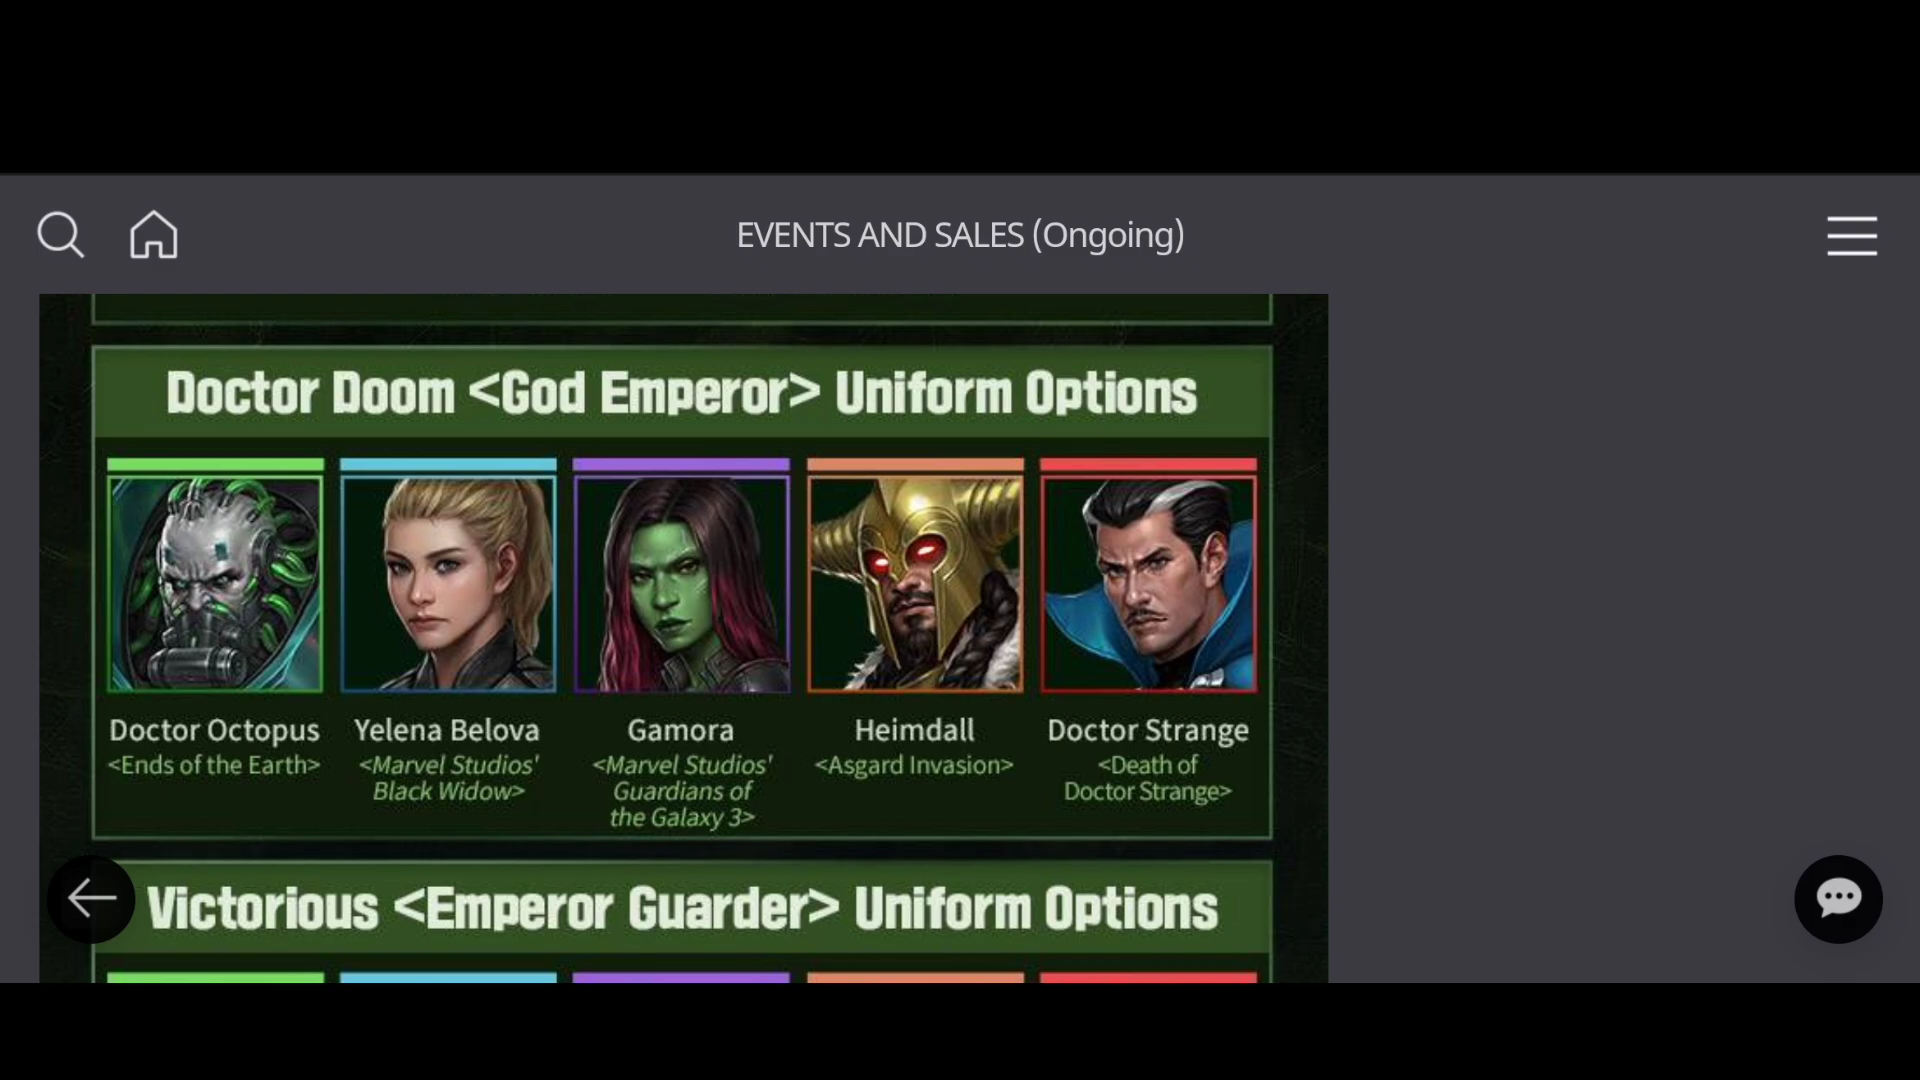 EVENTS AND SALES (Ongoing)
Doctor Doom <God Emperor> Uniform Options
Doctor Octopus
<Ends of the Earth>
Yelena Belova
<Marvel Studios'
Black Widow>
Gamora
<Marvel Studios'
Guardians of
the Galaxy 3>
Heimdall
<Asgard Invasion>
Doctor Strange
<Death of
Doctor Strange>
Victorious <Emperor Guarder> Uniform Options